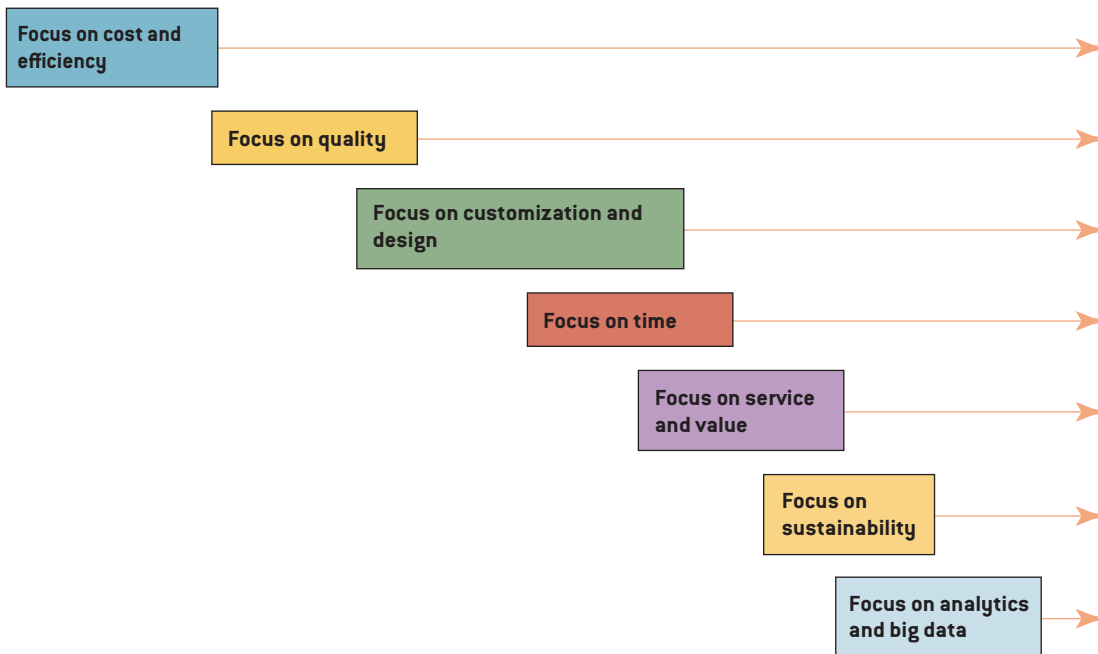 Focus on cost and
efficiency
Focus on quality
Focus on customization and
design
Focus on time
Focus on service
and value
Focus on
sustainability
Focus on analytics
and big data